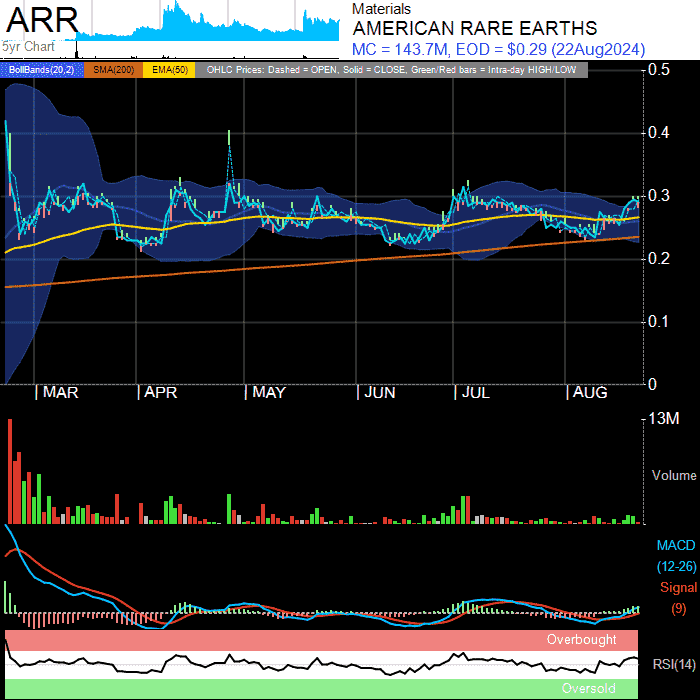 ARR
5yr Chart
Materials
AMERICAN RARE EARTHS
MC = 143.7M, EOD = $0.29 (22Aug2024)
BollBands(20,2) SMA(200) EMA(50) OHLC Prices: Dashed = OPEN, Solid = CLOSE, Green/Red bars = Intra-day HIGH/LOW
0.5
0.4
0.3
0.2
0.1
0
| MAR | APR | MAY | JUN | JUL | AUG
13M
Volume
MACD
(12-26)
Signal
(9)
Overbought
RSI(14)
Oversold